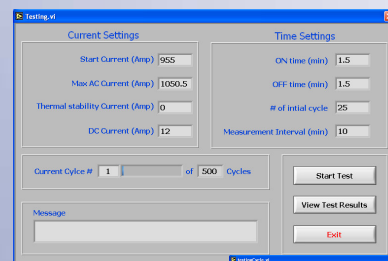 Testing.vi
Current Settings
Start Current (Amp) 955
Max AC Current (Amp) 1050.5
Thermal stability Current (Amp) 0
DC Current (Amp) 12
Time Settings
ON time (min) 1.5
OFF time (min) 1.5
# of intial cycle 25
Measurement Interval (min) 10
Current Cylce # 1 of 500 Cycles
Start Test
View Test Results
Exit
Message
testingCycle.vi